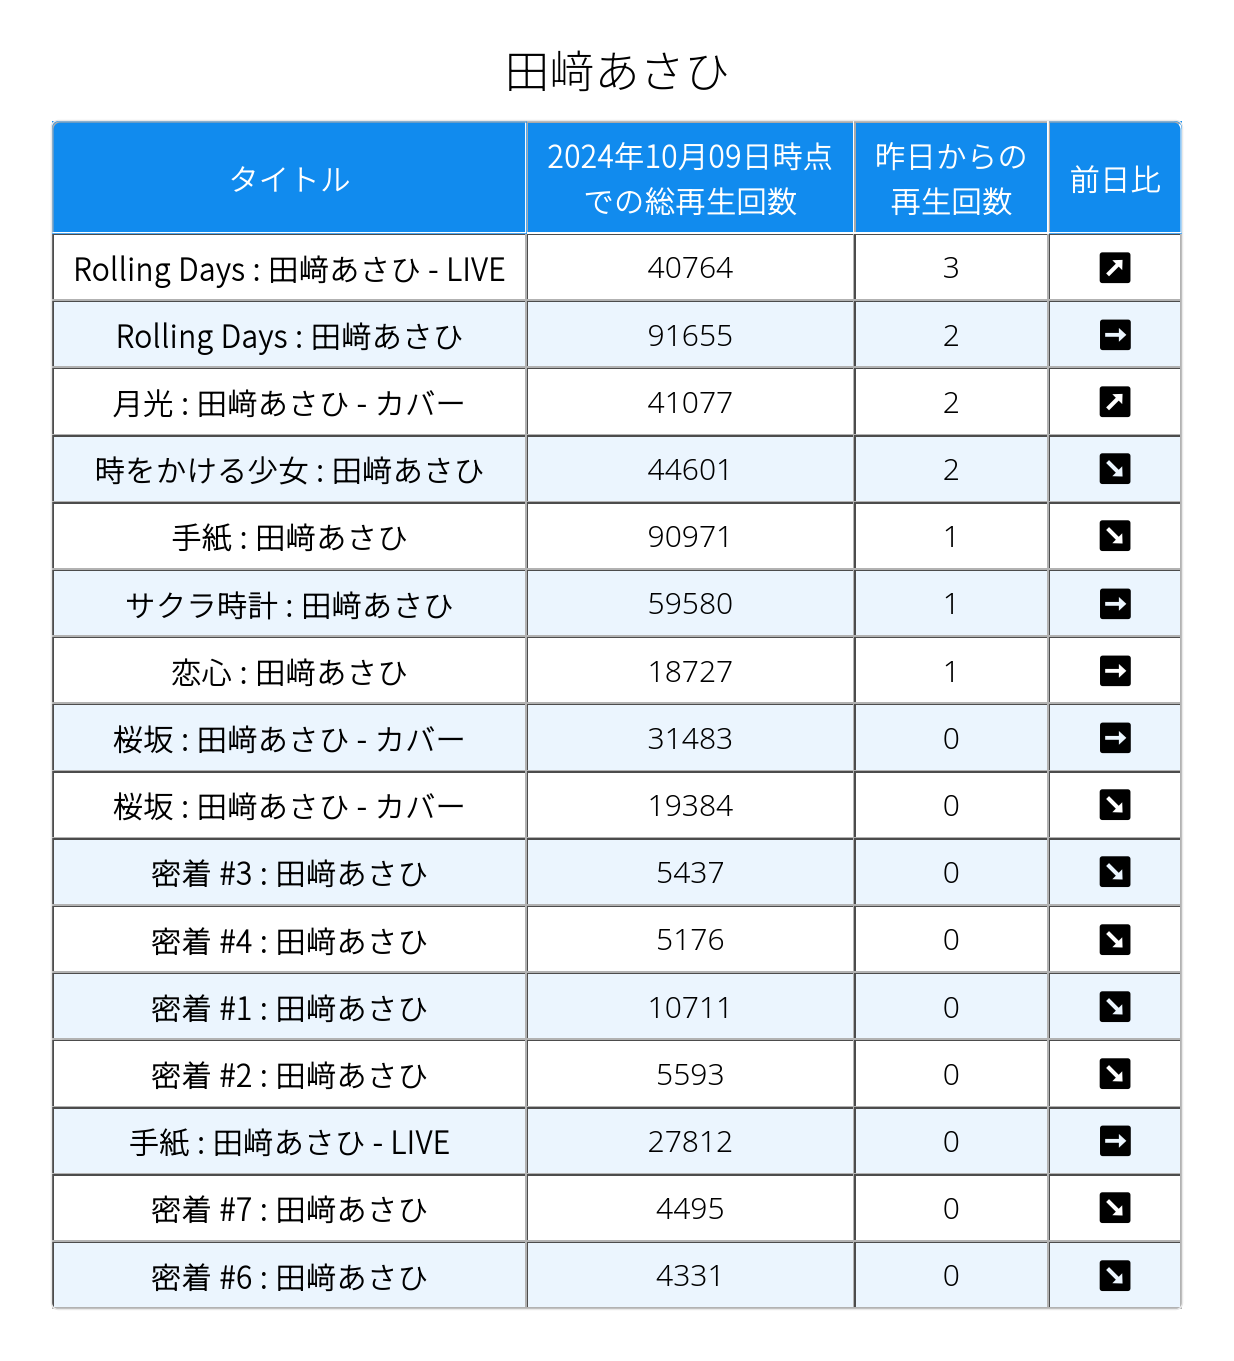 田﨑あさひ
タイトル
2024年10月09日時点
での総再生回数
昨日からの
再生回数
前日比
Rolling Days : 田﨑あさひ - LIVE 40764 3 ↗
Rolling Days : 田﨑あさひ 91655 2 →
月光 : 田﨑あさひ - カバー 41077 2 ↗
時をかける少女 : 田﨑あさひ 44601 2 ↘
手紙 : 田﨑あさひ 90971 1 ↘
サクラ時計 : 田﨑あさひ 59580 1 →
恋心 : 田﨑あさひ 18727 1 →
桜坂 : 田﨑あさひ - カバー 31483 0 →
桜坂 : 田﨑あさひ - カバー 19384 0 ↘
密着 #3 : 田﨑あさひ 5437 0 ↘
密着 #4 : 田﨑あさひ 5176 0 ↘
密着 #1 : 田﨑あさひ 10711 0 ↘
密着 #2 : 田﨑あさひ 5593 0 ↘
手紙 : 田﨑あさひ - LIVE 27812 0 →
密着 #7 : 田﨑あさひ 4495 0 ↘
密着 #6 : 田﨑あさひ 4331 0 ↘